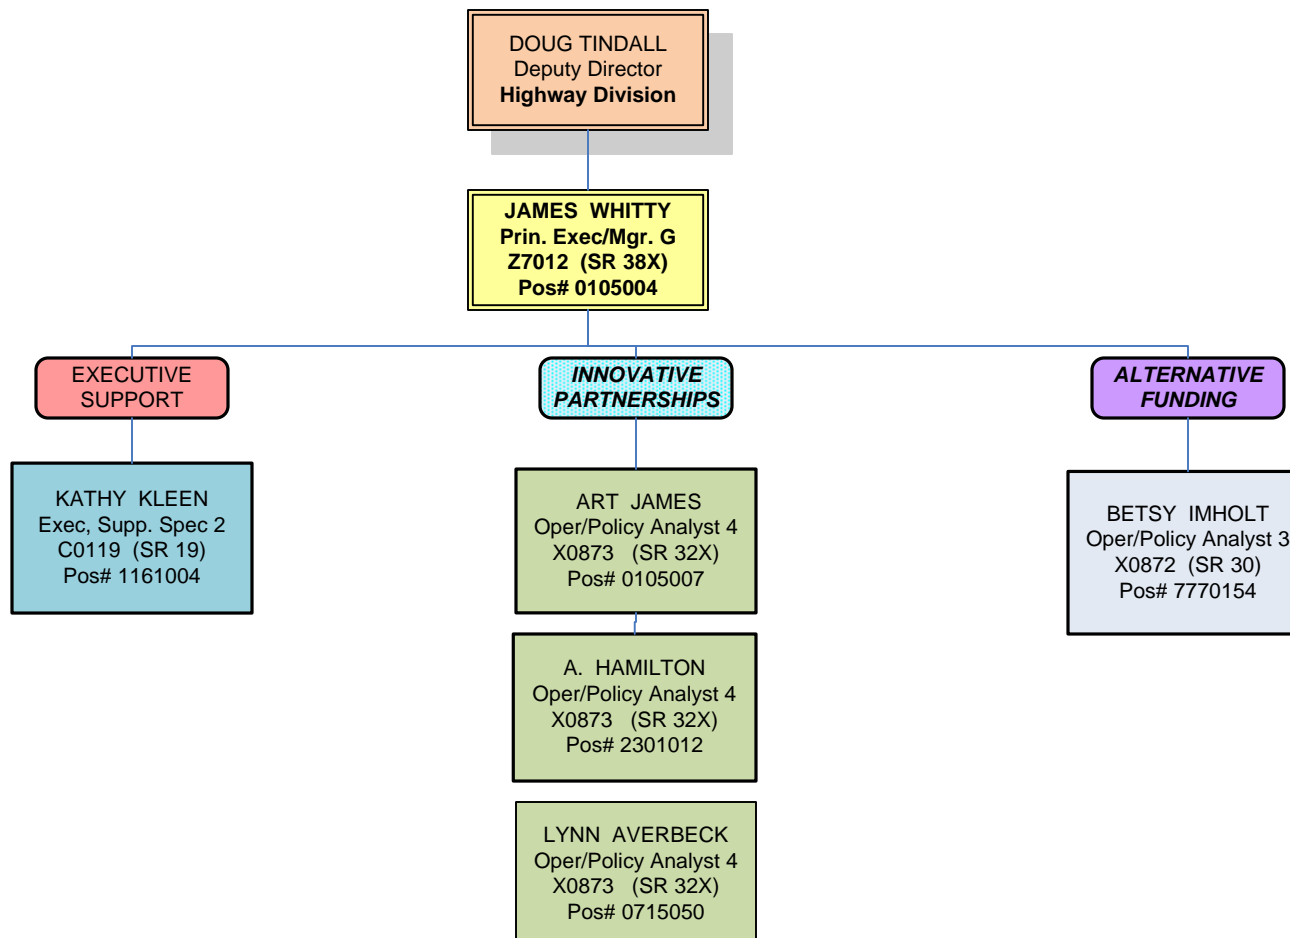 DOUG TINDALL
Deputy Director
Highway Division
JAMES WHITTY
Prin. Exec/Mgr. G
Z7012 (SR 38X)
Pos# 0105004
EXECUTIVE
SUPPORT
KATHY KLEEN
Exec, Supp. Spec 2
C0119 (SR 19)
Pos# 1161004
INNOVATIVE
PARTNERSHIPS
ART JAMES
Oper/Policy Analyst 4
X0873 (SR 32X)
Pos# 0105007
A. HAMILTON
Oper/Policy Analyst 4
X0873 (SR 32X)
Pos# 2301012
LYNN AVERBECK
Oper/Policy Analyst 4
X0873 (SR 32X)
Pos# 0715050
ALTERNATIVE
FUNDING
BETSY IMHOLT
Oper/Policy Analyst 3
X0872 (SR 30)
Pos# 7770154